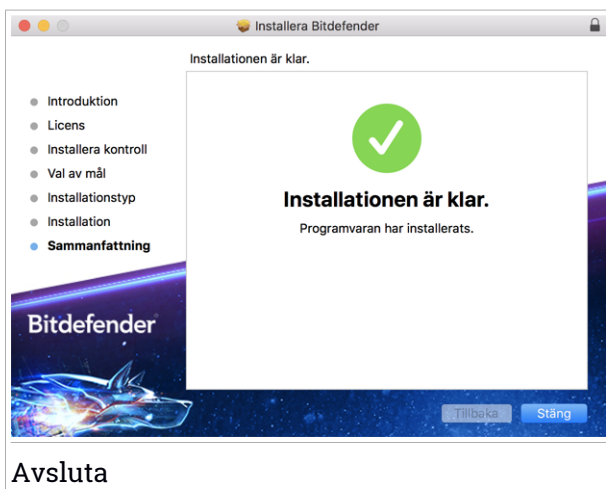 Installera Bitdefender
Installationen är klar.
Introduktion
Licens
Installera kontroll
Val av mål
Installationstyp
Installation
Sammanfattning
Installationen är klar.
Programvaran har installerats.
Bitdefender
Tillbaka
Stäng
Avsluta